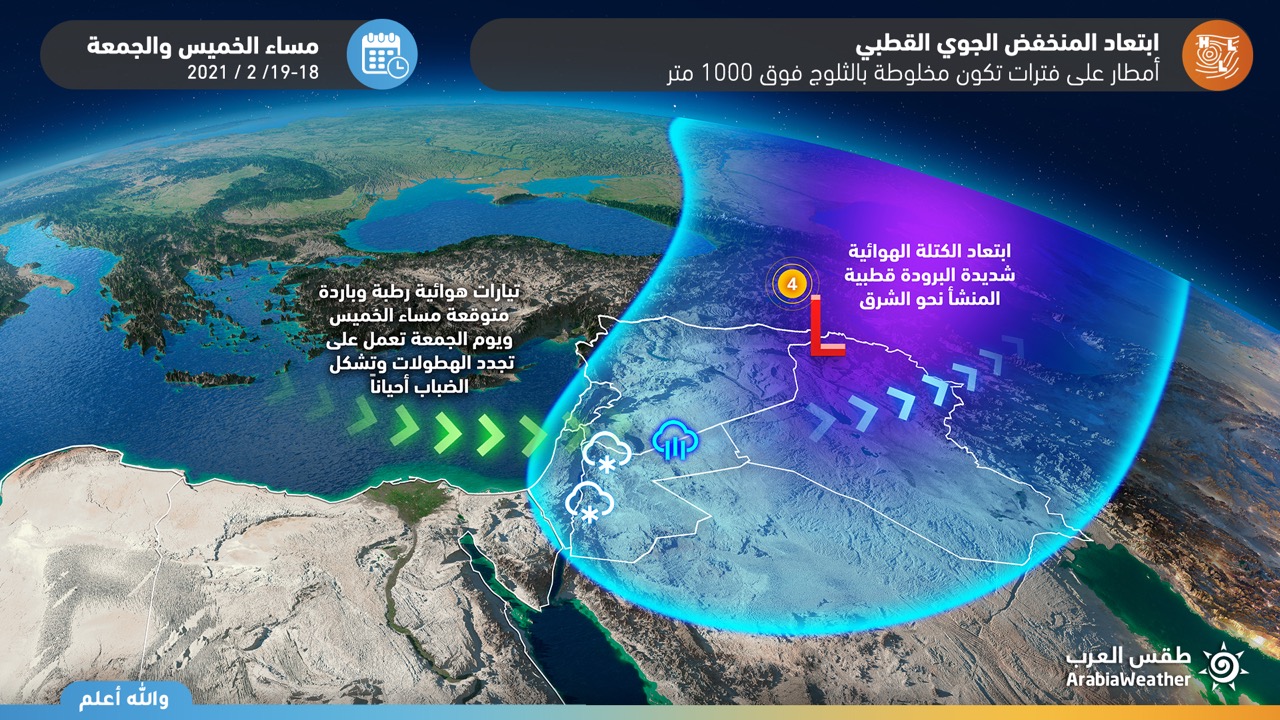 ابتعاد المنخفض الجوي القطبي
أمطار على فترات تكون مخلوطة بالثلوج فوق 1000 متر
مساء الخميس والجمعة
2021 / 2 /19-18
H L
L
ابتعاد الكتلة الهوائية
شديدة البرودة قطبية
المنشأ نحو الشرق
4
L
تيارات هوائية رطبة وباردة
متوقعة مساء الخميس
ويوم الجمعة تعمل على
تجدد الهطولات وتشكل
الضباب أحياناً
طقس العرب
ArabiaWeather
والله أعلم